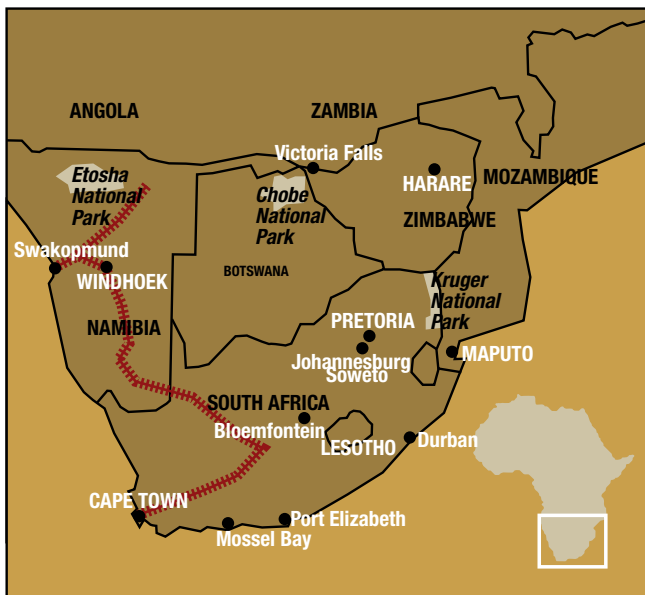 ANGOLA
ZAMBIA
Victoria Falls
Etosha
National
Park
Chobe
National
Park
HARARE
MOZAMBIQUE
ZIMBABWE
Swakopmund
WINDHOEK
BOTSWANA
Kruger
National
Park
NAMIBIA
PRETORIA
Johannesburg
Soweto
MAPUTO
SOUTH AFRICA
Bloemfontein
LESOTHO
Durban
CAPE TOWN
Port Elizabeth
Mossel Bay